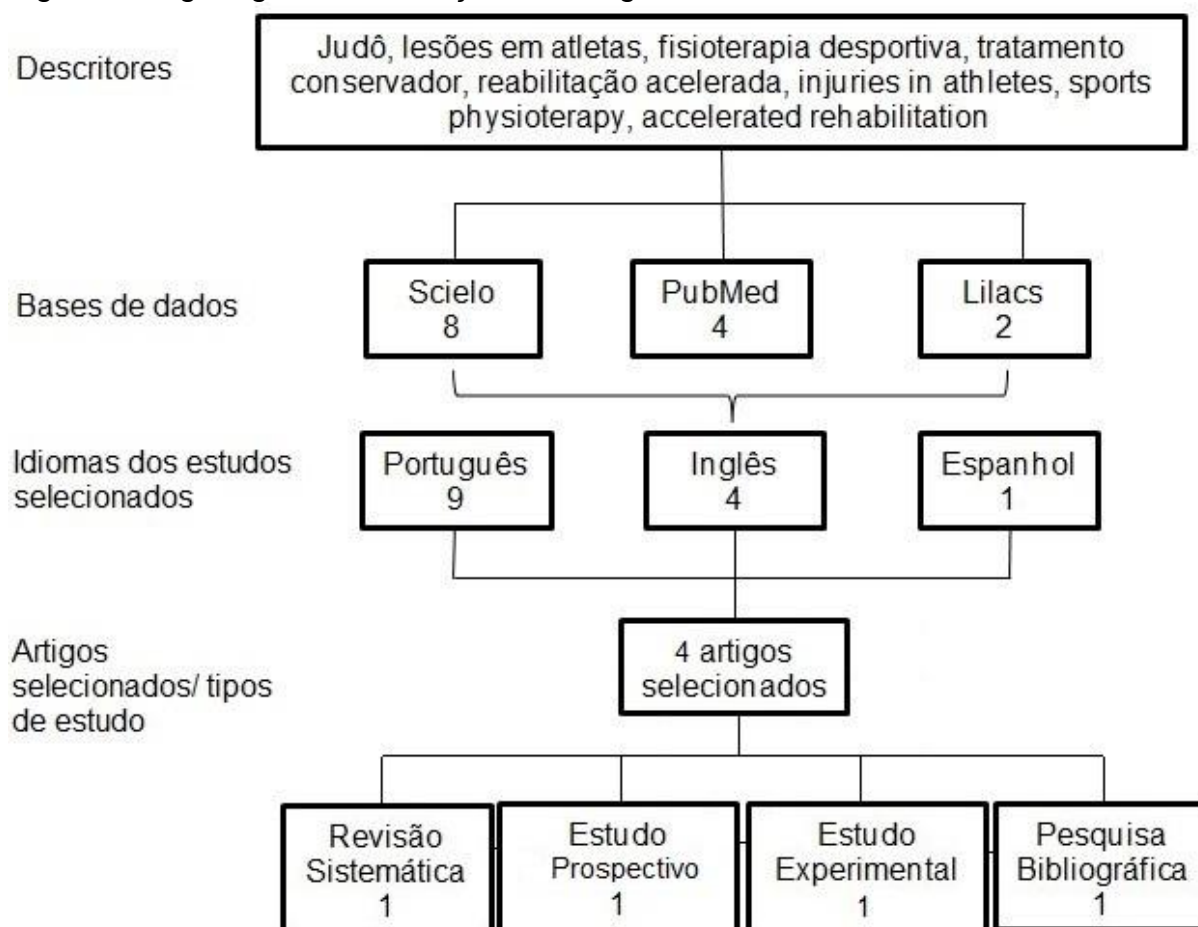 Judô, lesões em atletas, fisioterapia desportiva, tratamento
conservador, reabilitação acelerada, injuries in athletes, sports
physioterapy, accelerated rehabilitation
Descritores
Bases de dados
Scielo
8
PubMed
4
Lilacs
2
Idiomas dos estudos
selecionados
Português
9
Inglês
4
Espanhol
1
Artigos
selecionados/ tipos
de estudo
4 artigos
selecionados
Revisão
Sistemática
1
Estudo
Prospectivo
1
Estudo
Experimental
1
Pesquisa
Bibliográfica
1